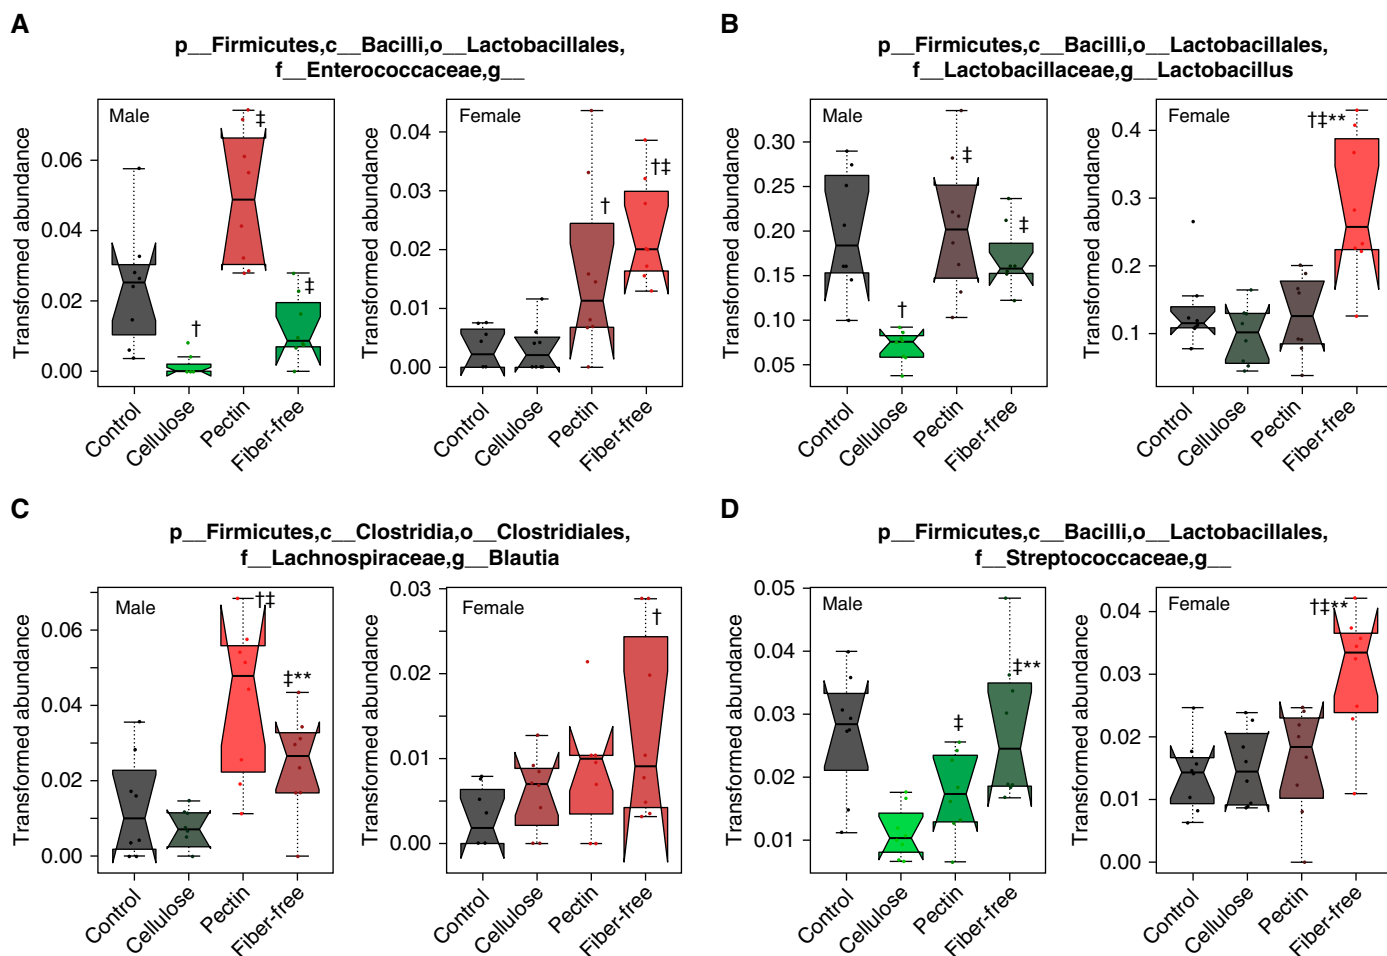 A
p__Firmicutes,c__Bacilli,o__Lactobacillales,
f__Enterococcaceae,g__
Transformed abundance
Male
0.06
0.04
0.02
0.00
‡
†
‡
Control
Cellulose
Pectin
Fiber-free
Transformed abundance
Female
0.04
0.03
0.02
0.01
0.00
†
†‡
Control
Cellulose
Pectin
Fiber-free
B
p__Firmicutes,c__Bacilli,o__Lactobacillales,
f__Lactobacillaceae,g__Lactobacillus
Transformed abundance
Male
0.30
0.25
0.20
0.15
0.10
0.05
†
‡
‡
Control
Cellulose
Pectin
Fiber-free
Transformed abundance
Female
0.4
0.3
0.2
0.1
†‡**
Control
Cellulose
Pectin
Fiber-free
C
p__Firmicutes,c__Clostridia,o__Clostridiales,
f__Lachnospiraceae,g__Blautia
Transformed abundance
Male
0.06
0.04
0.02
0.00
†‡
‡**
Control
Cellulose
Pectin
Fiber-free
Transformed abundance
Female
0.03
0.02
0.01
0.00
†
Control
Cellulose
Pectin
Fiber-free
D
p__Firmicutes,c__Bacilli,o__Lactobacillales,
f__Streptococcaceae,g__
Transformed abundance
Male
0.05
0.04
0.03
0.02
0.01
‡
‡**
Control
Cellulose
Pectin
Fiber-free
Transformed abundance
Female
0.04
0.03
0.02
0.01
0.00
†‡**
Control
Cellulose
Pectin
Fiber-free